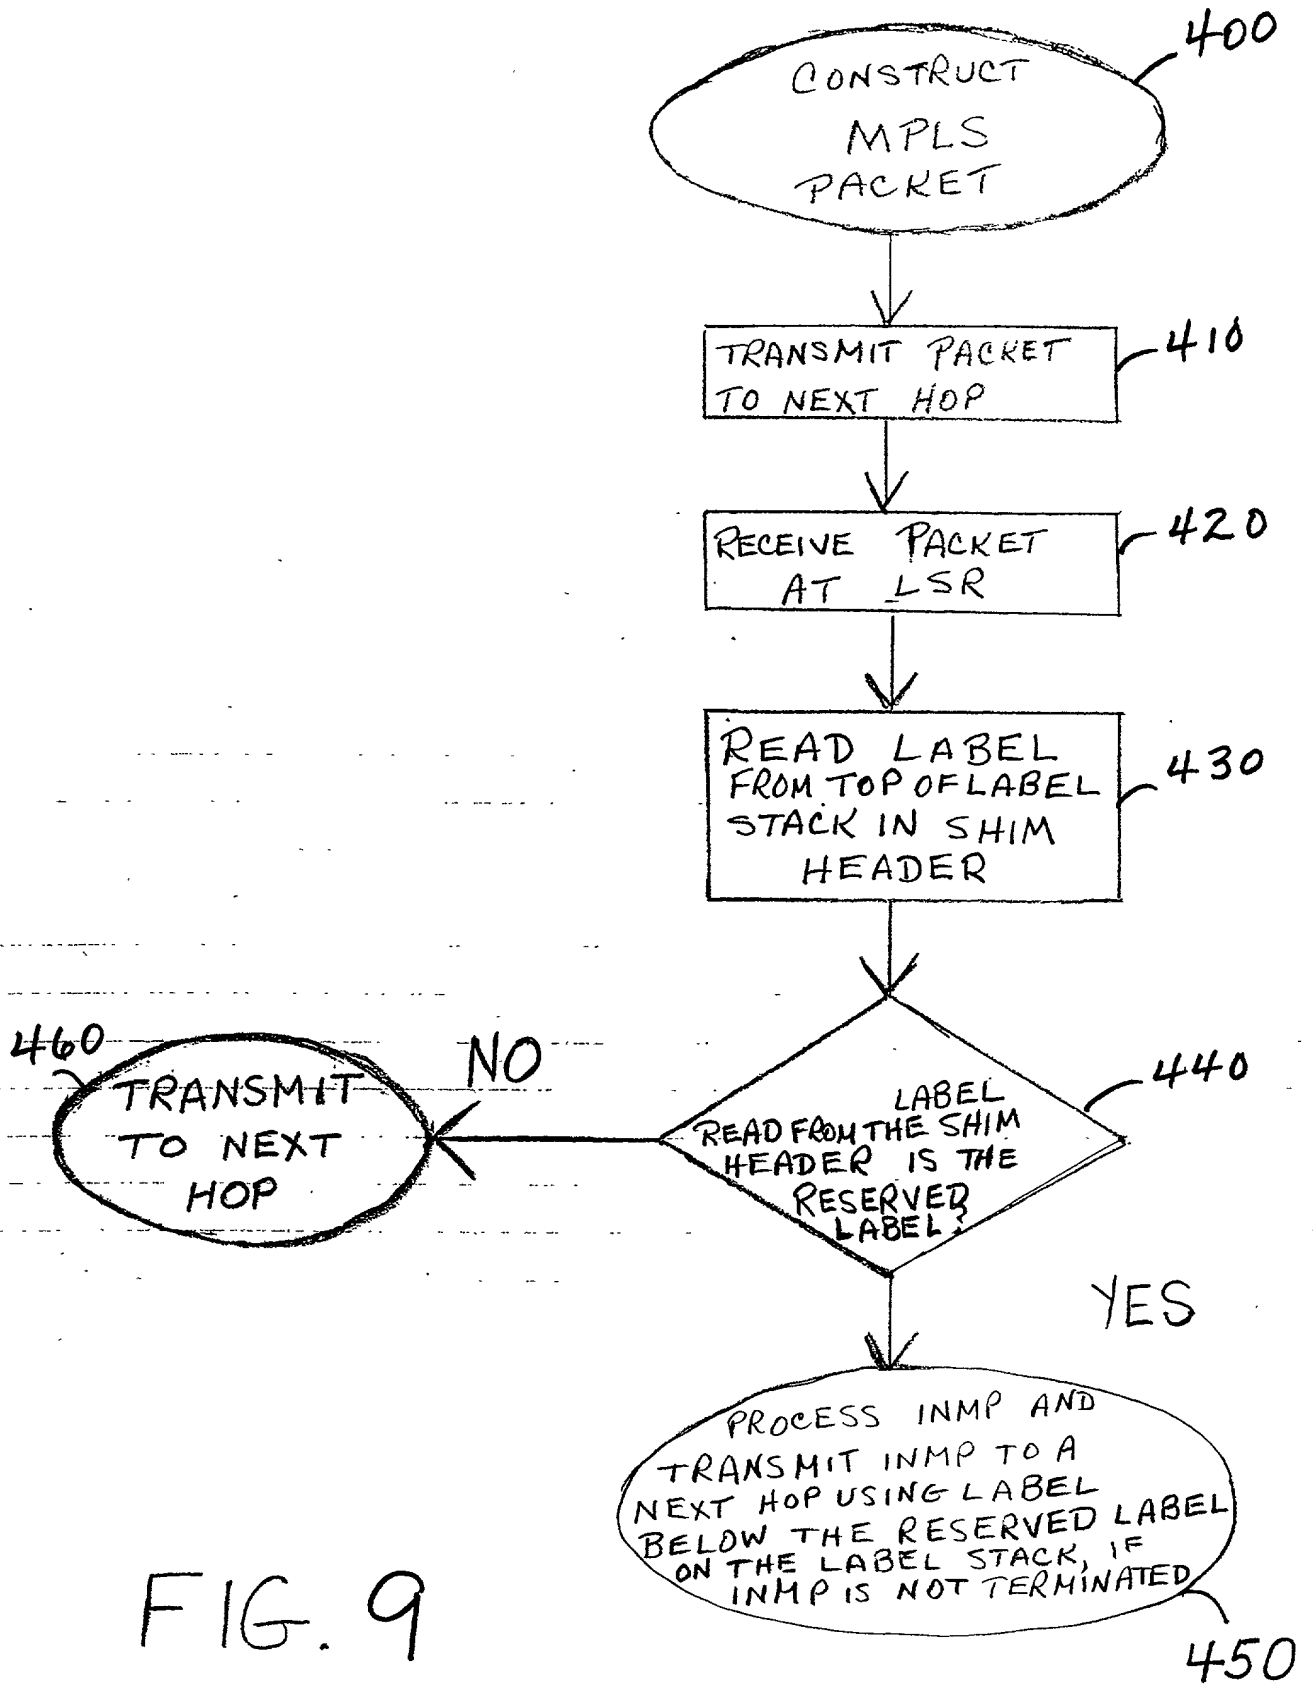 400
CONSTRUCT
MPLS
PACKET
TRANSMIT PACKET
TO NEXT HOP
410
RECEIVE PACKET
AT LSR
420
READ LABEL
FROM TOP OF LABEL
STACK IN SHIM
HEADER
430
440
LABEL
READ FROM THE SHIM
HEADER IS THE
RESERVED
LABEL?
NO
460
TRANSMIT
TO NEXT
HOP
YES
PROCESS INMP AND
TRANSMIT INMP TO A
NEXT HOP USING LABEL
BELOW THE RESERVED LABEL
ON THE LABEL STACK, IF
INMP IS NOT TERMINATED
450
FIG. 9